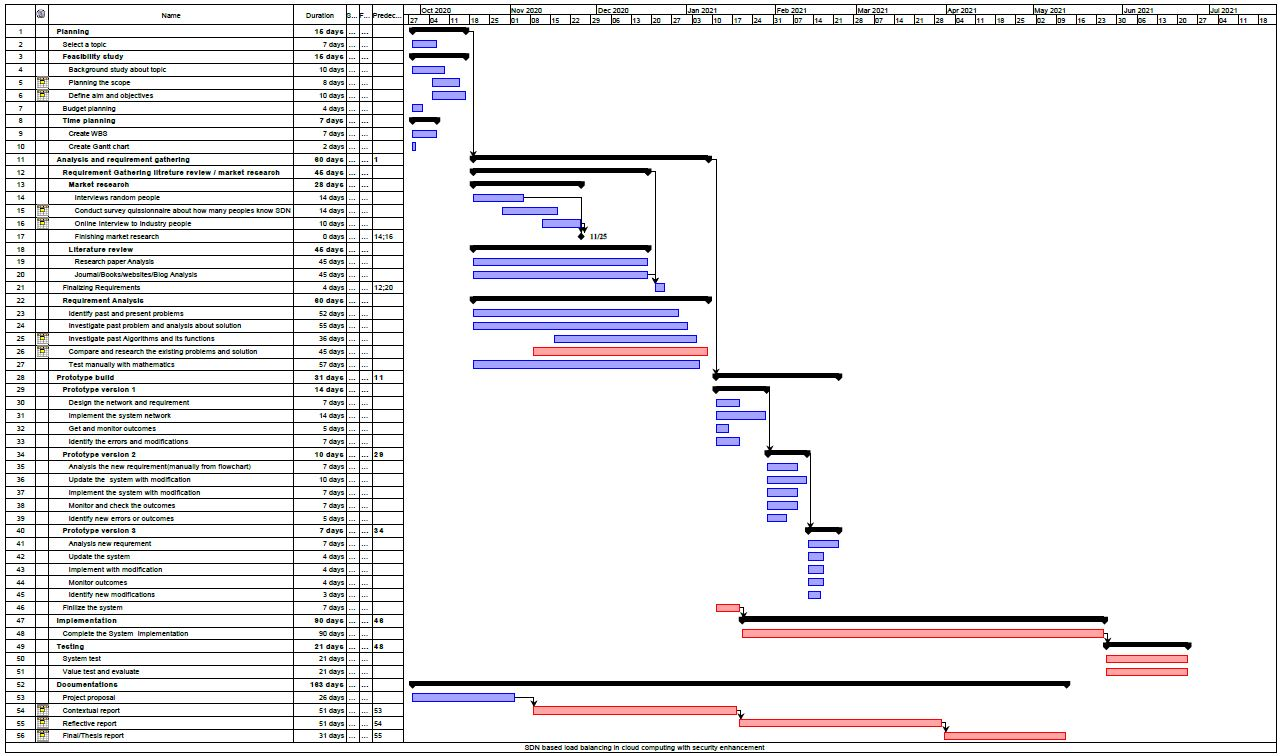 Name Duration S... F... Predec... Oct 2020 Nov 2020 Dec 2020 Jan 2021 Feb 2021 Mar 2021 Apr 2021 May 2021 Jun 2021 Jul 2021
27 04 11 18 25 01 08 15 22 29 06 13 20 27 03 10 17 24 31 07 14 21 28 07 14 21 28 04 11 18 25 02 09 16 23 30 06 13 20 27 04 11 18
1 Planning 15 days ... ...
2 Select a topic 7 days ... ...
3 Feasibility study 15 days ... ...
4 Background study about topic 10 days ... ...
5 Planning the scope 8 days ... ...
6 Define aim and objectives 10 days ... ...
7 Budget planning 4 days ... ...
8 Time planning 7 days ... ...
9 Create WBS 7 days ... ...
10 Create Gantt chart 2 days ... ...
11 Analysis and requirement gathering 60 days ... ... 1
12 Requirement Gathering litreture review / market research 45 days ... ...
13 Market research 28 days ... ...
14 Interviews random people 14 days ... ...
15 Conduct survey quissionnaire about how many peoples know SDN 14 days ... ...
16 Online Interview to Industry people 10 days ... ...
17 Finishing market research 0 days ... ... 14;16 11/25
18 Literature review 45 days ... ...
19 Research paper Analysis 45 days ... ...
20 Journal/Books/websites/Blog Analysis 45 days ... ...
21 Finalizing Requirements 4 days ... ... 12;20
22 Requirement Analysis 60 days ... ...
23 Identify past and present problems 52 days ... ...
24 Investigate past problem and analysis about solution 55 days ... ...
25 Investigate past Algorithms and its functions 36 days ... ...
26 Compare and research the existing problems and solution 45 days ... ...
27 Test manually with mathematics 57 days ... ...
28 Prototype build 31 days ... ... 11
29 Prototype version 1 14 days ... ...
30 Design the network and requirement 7 days ... ...
31 Implement the system network 14 days ... ...
32 Get and monitor outcomes 5 days ... ...
33 Identify the errors and modifications 7 days ... ...
34 Prototype version 2 10 days ... ... 29
35 Analysis the new requirement(manually from flowchart) 7 days ... ...
36 Update the system with modification 10 days ... ...
37 Implement the system with modification 7 days ... ...
38 Monitor and check the outcomes 7 days ... ...
39 Identify new errors or outcomes 5 days ... ...
40 Prototype version 3 7 days ... ... 34
41 Analysis new requrement 7 days ... ...
42 Update the system 4 days ... ...
43 Implement with modification 4 days ... ...
44 Monitor outcomes 4 days ... ...
45 Identify new modifications 3 days ... ...
46 Finilize the system 7 days ... ...
47 Implementation 90 days ... ... 46
48 Complete the System Implementation 90 days ... ...
49 Testing 21 days ... ... 48
50 System test 21 days ... ...
51 Value test and evaluate 21 days ... ...
52 Documentations 163 days ... ...
53 Project proposal 26 days ... ...
54 Contextual report 51 days ... ... 53
55 Reflective report 51 days ... ... 54
56 Final/Thesis report 31 days ... ... 55
SDN based load balancing in cloud computing with security enhancement